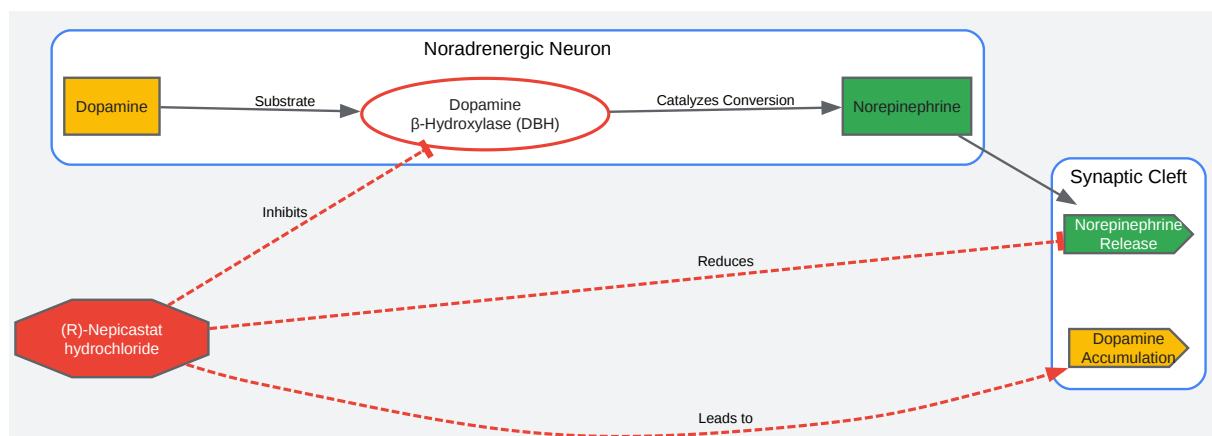 Noradrenergic Neuron
Dopamine
Substrate
Dopamine
β-Hydroxylase (DBH)
Catalyzes Conversion
Norepinephrine
Synaptic Cleft
Inhibits
Norepinephrine
Release
Reduces
(R)-Nepicastat
hydrochloride
Dopamine
Accumulation
Leads to